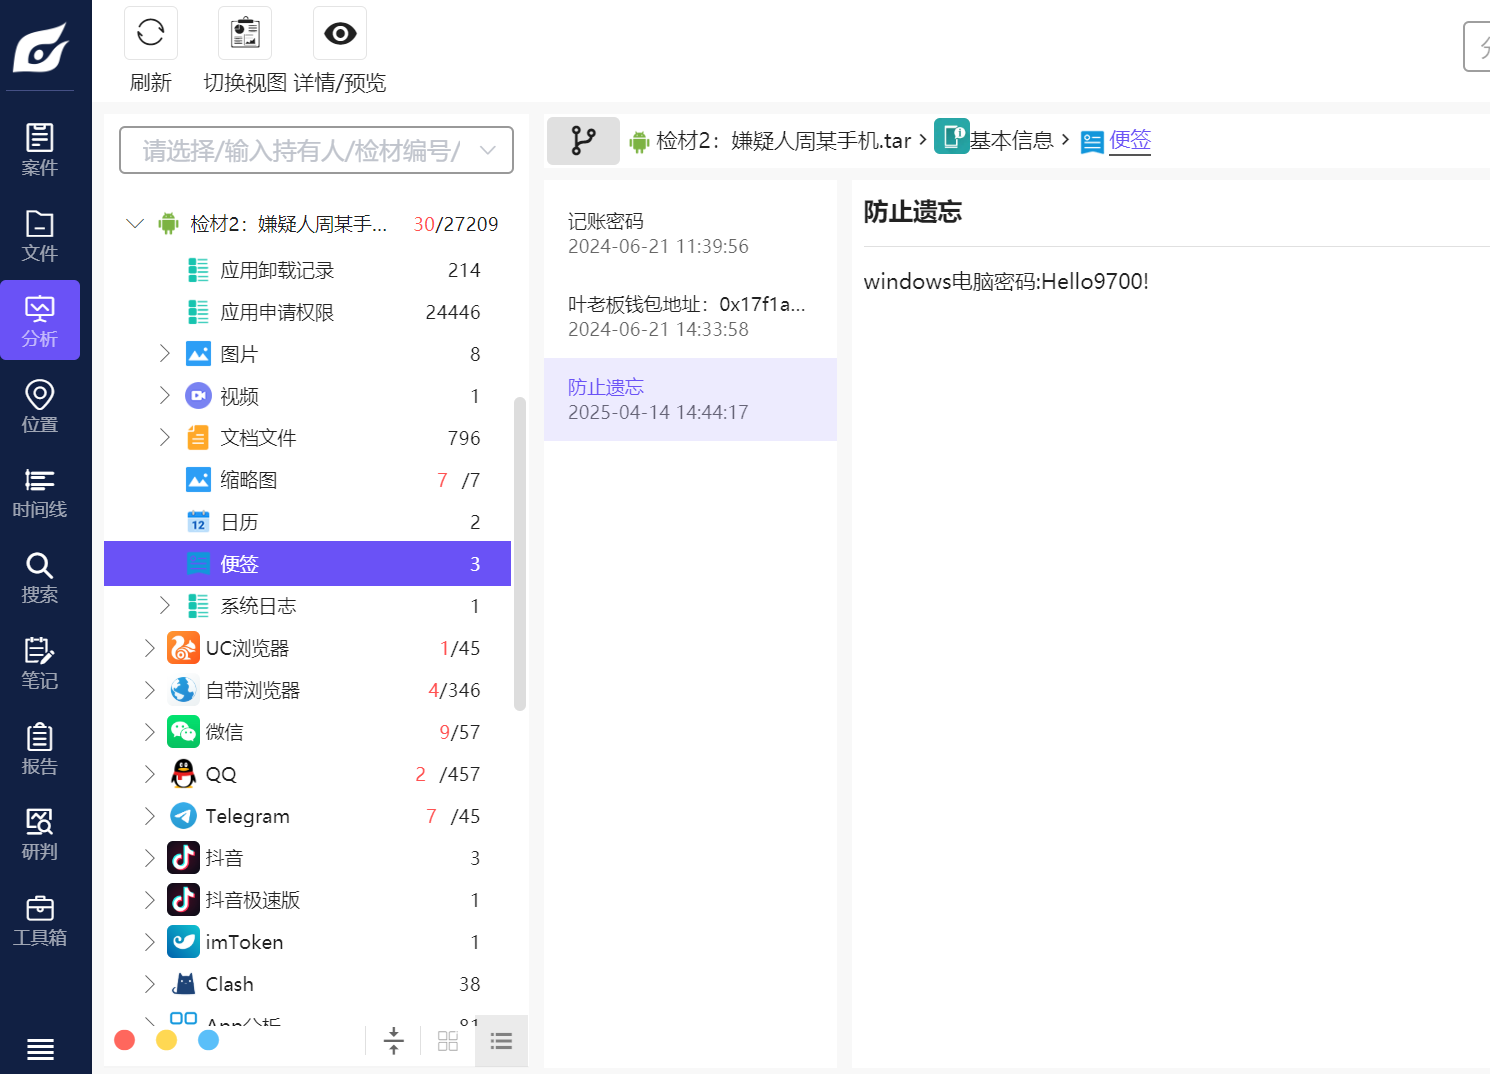 刷新
切换视图
详情/预览
案件
文件
分析
位置
时间线
搜索
笔记
报告
研判
工具箱
请选择/输入持有人/检材编号/
检材2：嫌疑人周某手... 30/27209
应用卸载记录 214
应用申请权限 24446
图片 8
视频 1
文档文件 796
缩略图 7 /7
日历 2
便签 3
系统日志 1
UC浏览器 1/45
自带浏览器 4/346
微信 9/57
QQ 2 /457
Telegram 7 /45
抖音 3
抖音极速版 1
imToken 1
Clash 38
App分析 81
检材2：嫌疑人周某手机.tar › 基本信息 › 便签
记账密码
2024-06-21 11:39:56
叶老板钱包地址：0x17f1a...
2024-06-21 14:33:58
防止遗忘
2025-04-14 14:44:17
防止遗忘
windows电脑密码:Hello9700!